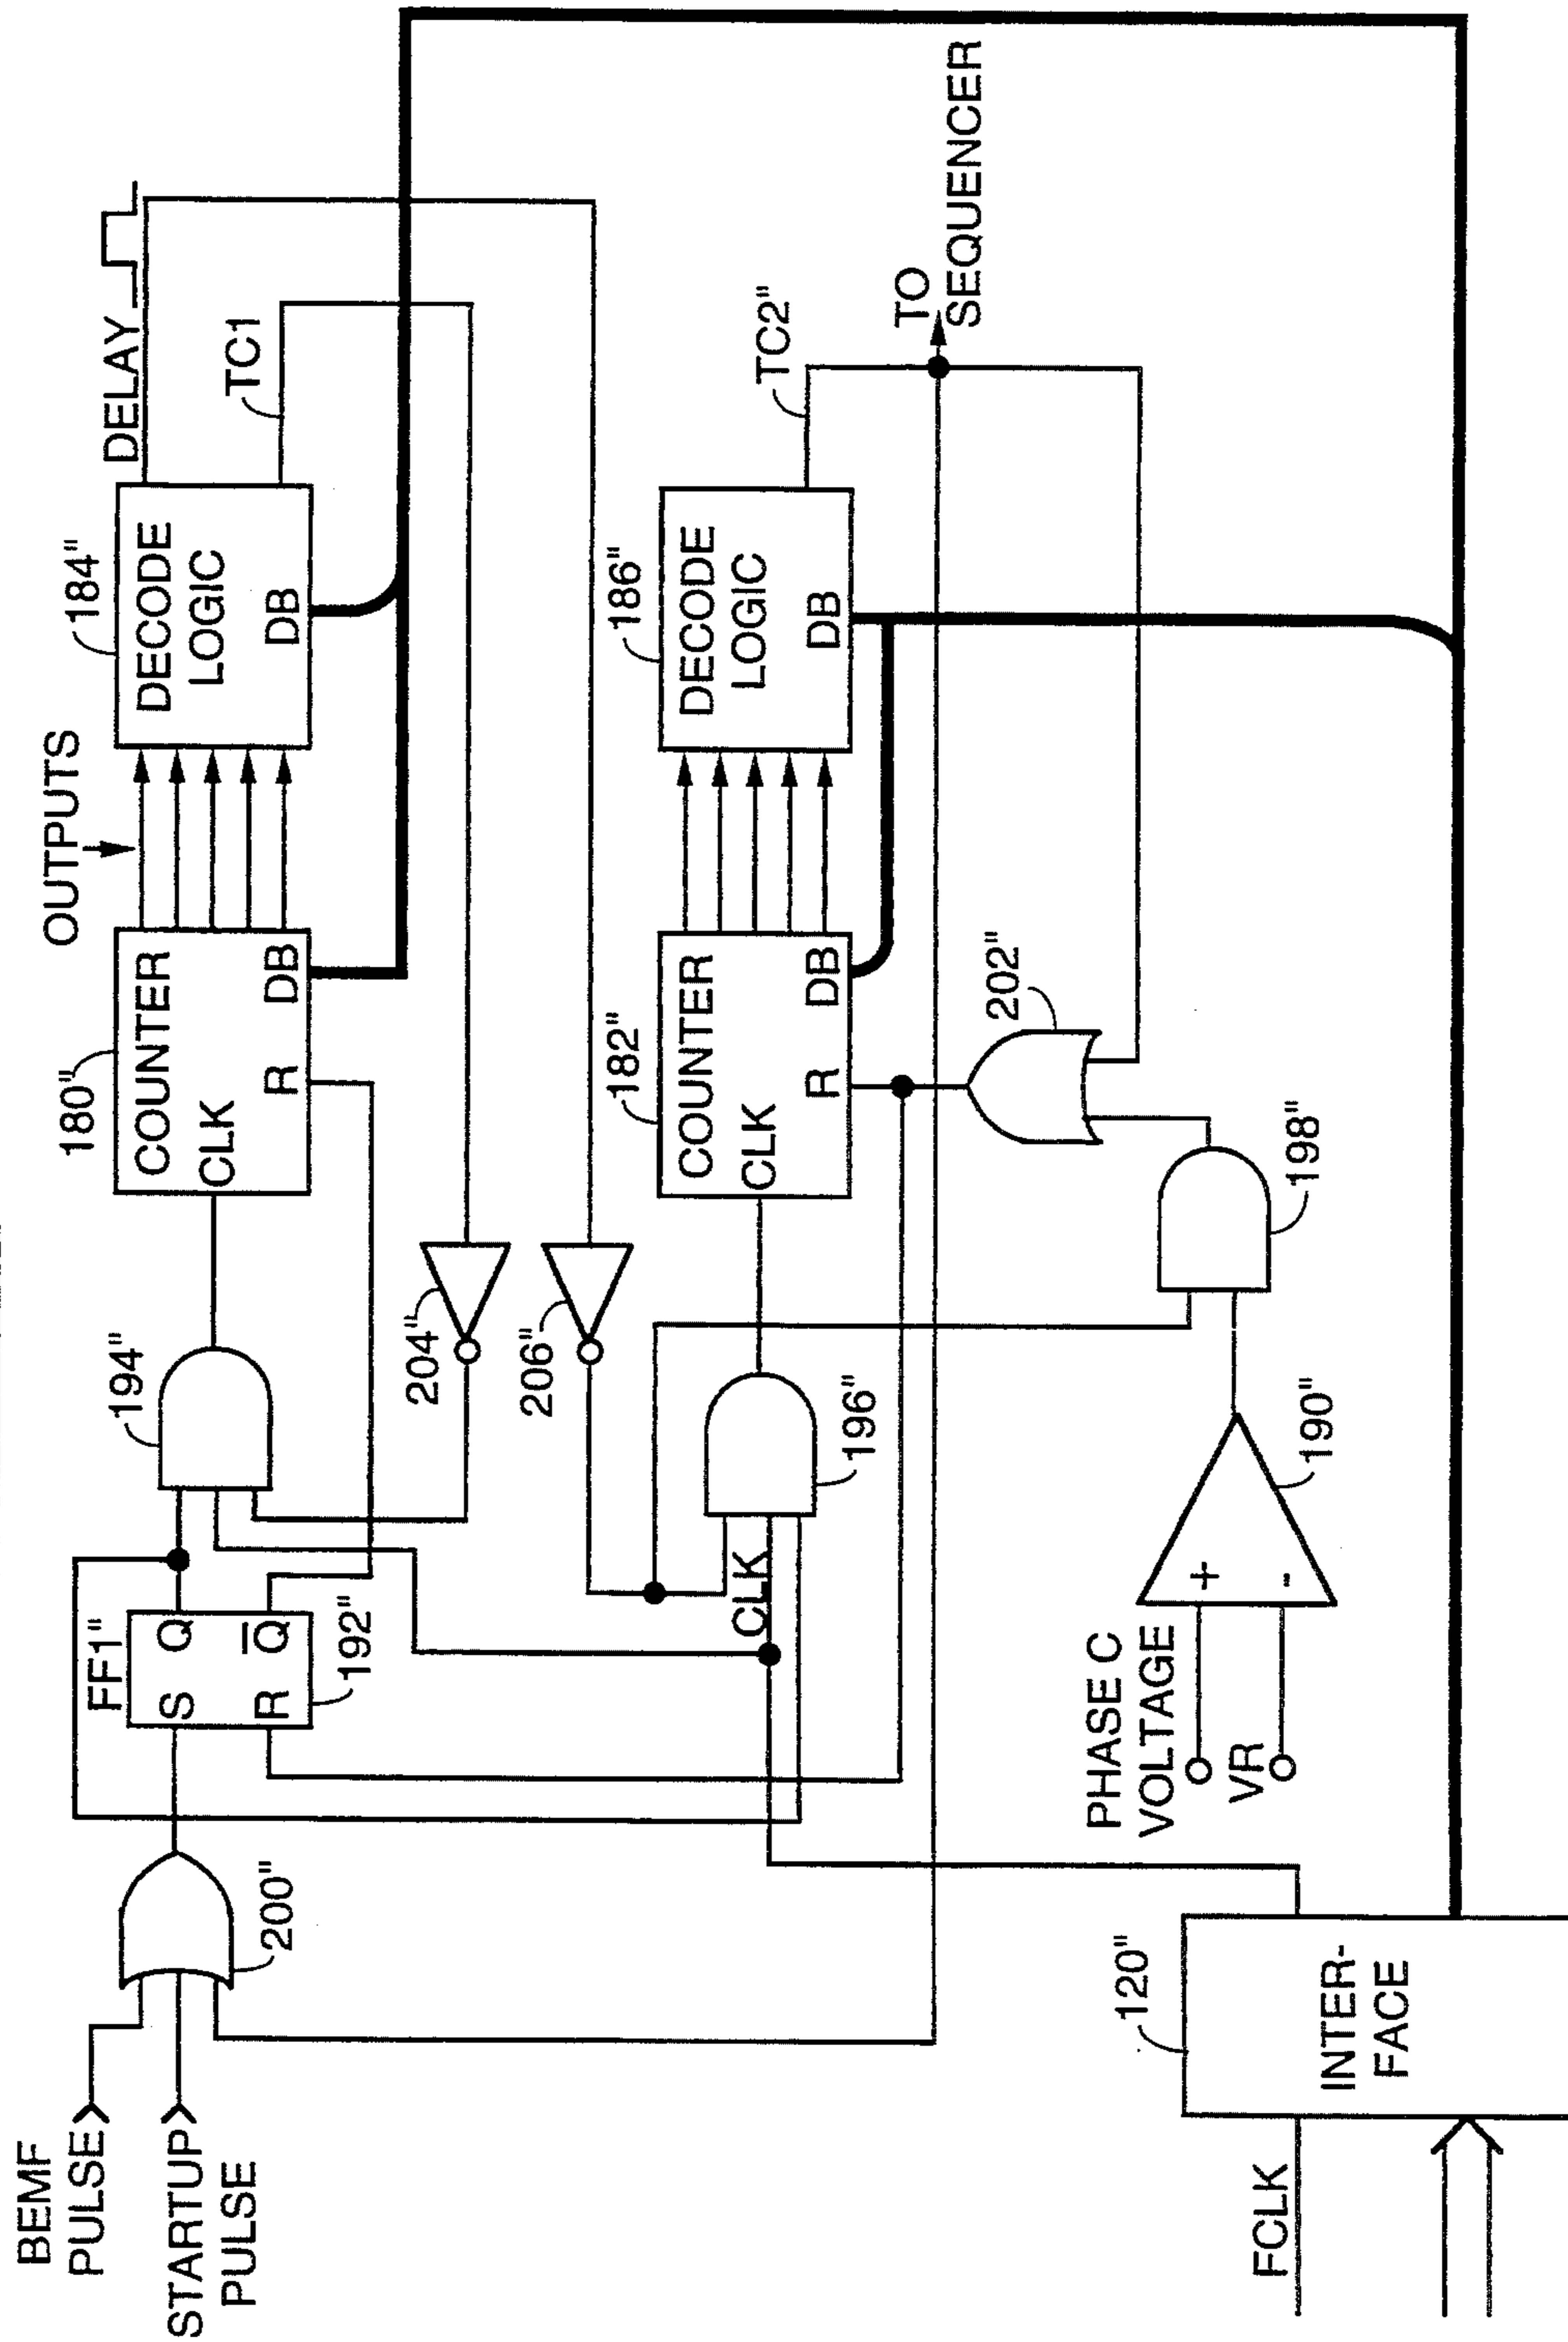 BEMF
PULSE
STARTUP
PULSE
200"
FF1"
S
Q
R
Q
192"
194"
180"
COUNTER
CLK
R
DB
OUTPUTS
184"
DECODE
LOGIC
DB
DELAY
TC1
204"
206"
CLK
196"
182"
COUNTER
CLK
R
DB
186"
DECODE
LOGIC
DB
TC2"
TO
SEQUENCER
202"
198"
PHASE C
VOLTAGE
VR
+
-
190"
120"
INTER-
FACE
FCLK